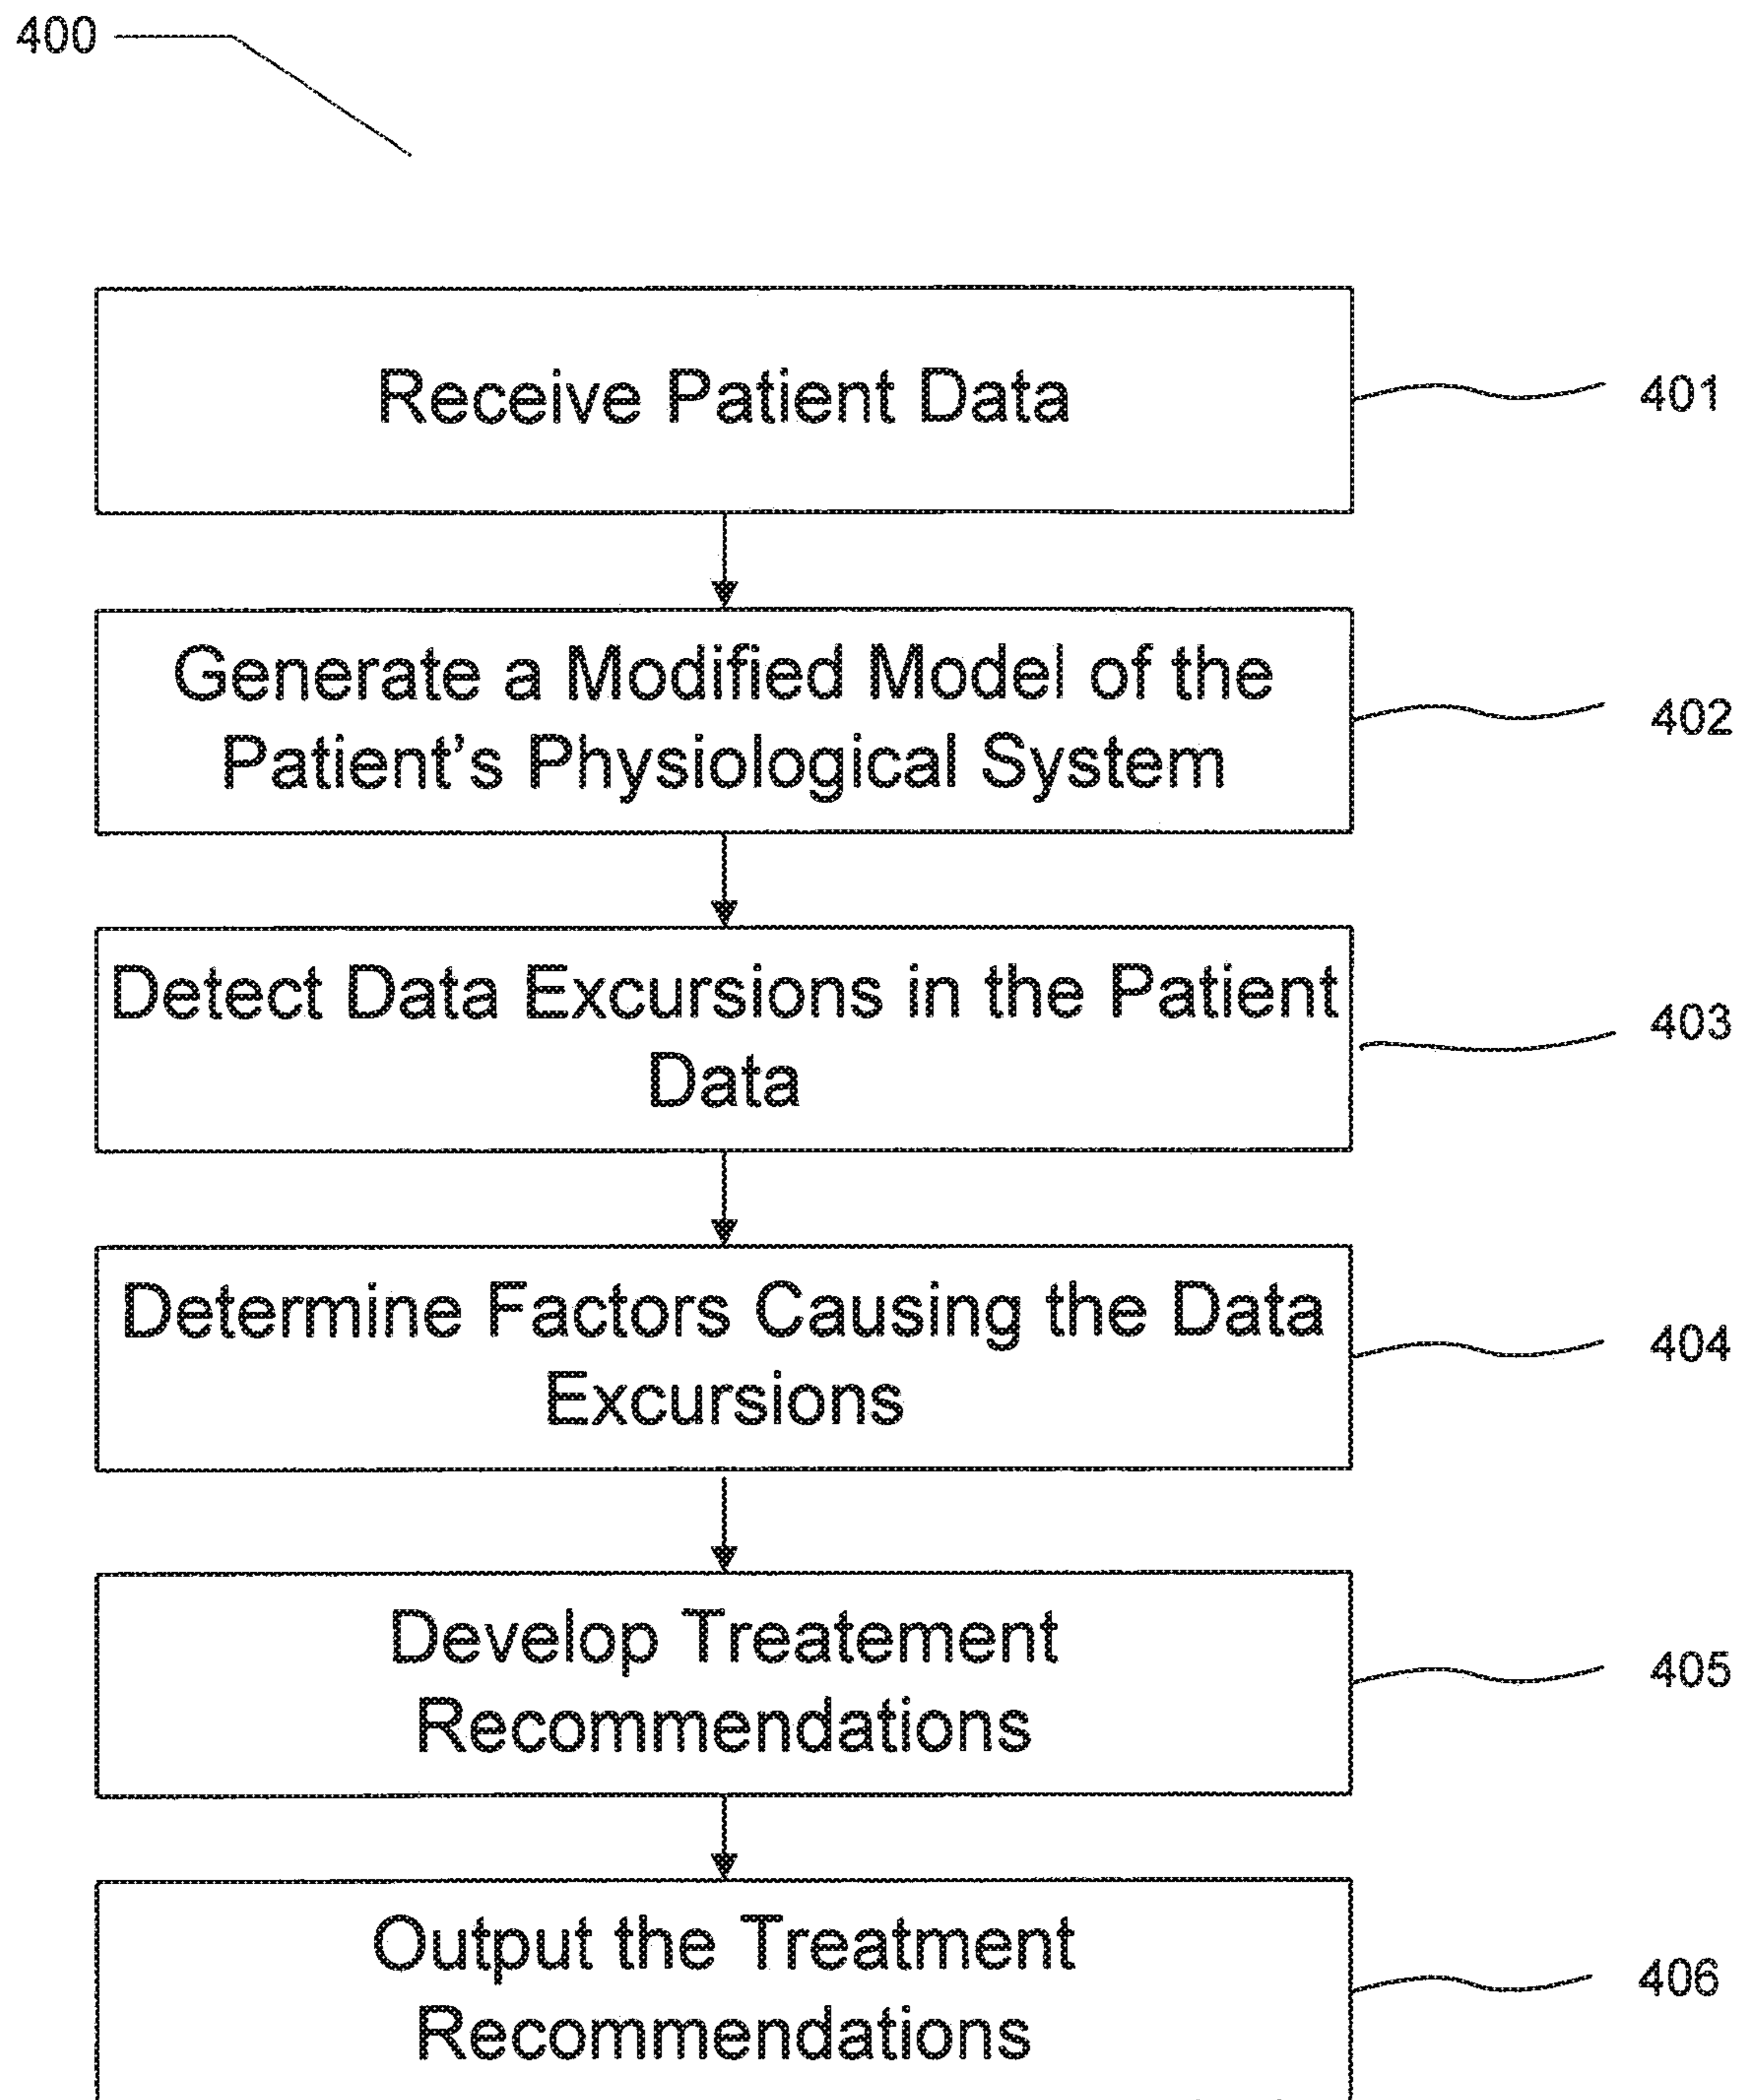 400
Receive Patient Data
401
Generate a Modified Model of the
Patient's Physiological System
402
Detect Data Excursions in the Patient
Data
403
Determine Factors Causing the Data
Excursions
404
Develop Treatement
Recommendations
405
Output the Treatment
Recommendations
406